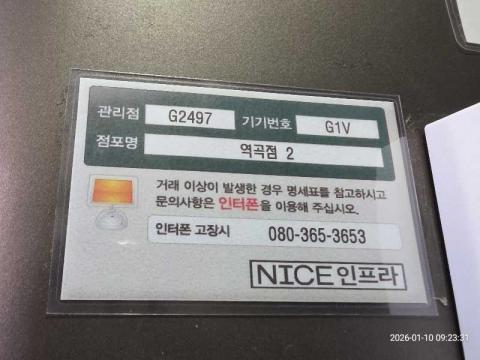 관리점 G2497 기기번호 G1V
점포명 역곡점 2
거래 이상이 발생한 경우 명세표를 참고하시고
문의사항은 인터폰을 이용해 주십시오.
인터폰 고장시 080-365-3653
NICE인프라
2026-01-10 09:23:31